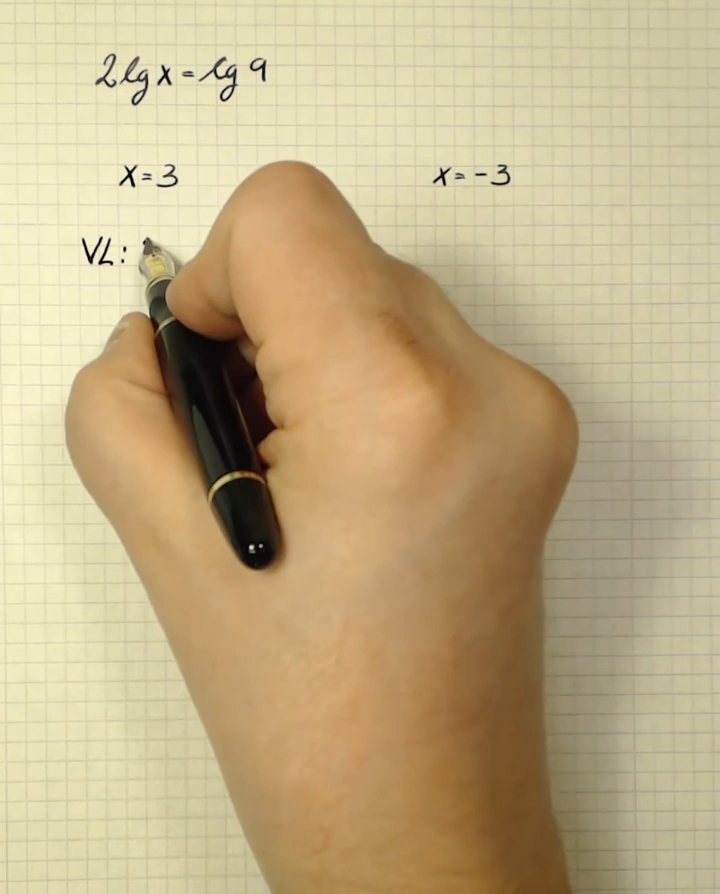 2lg x = lg 9
x = 3
x = -3
VL: